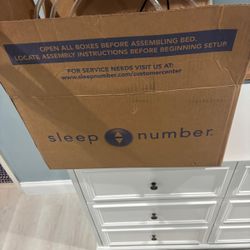 OPEN ALL BOXES BEFORE ASSEMBLING BED.
LOCATE ASSEMBLY INSTRUCTIONS BEFORE BEGINNING SETUP
FOR SERVICE NEEDS VISIT US AT:
www.sleepnumber.com/customercenter
sleep number.